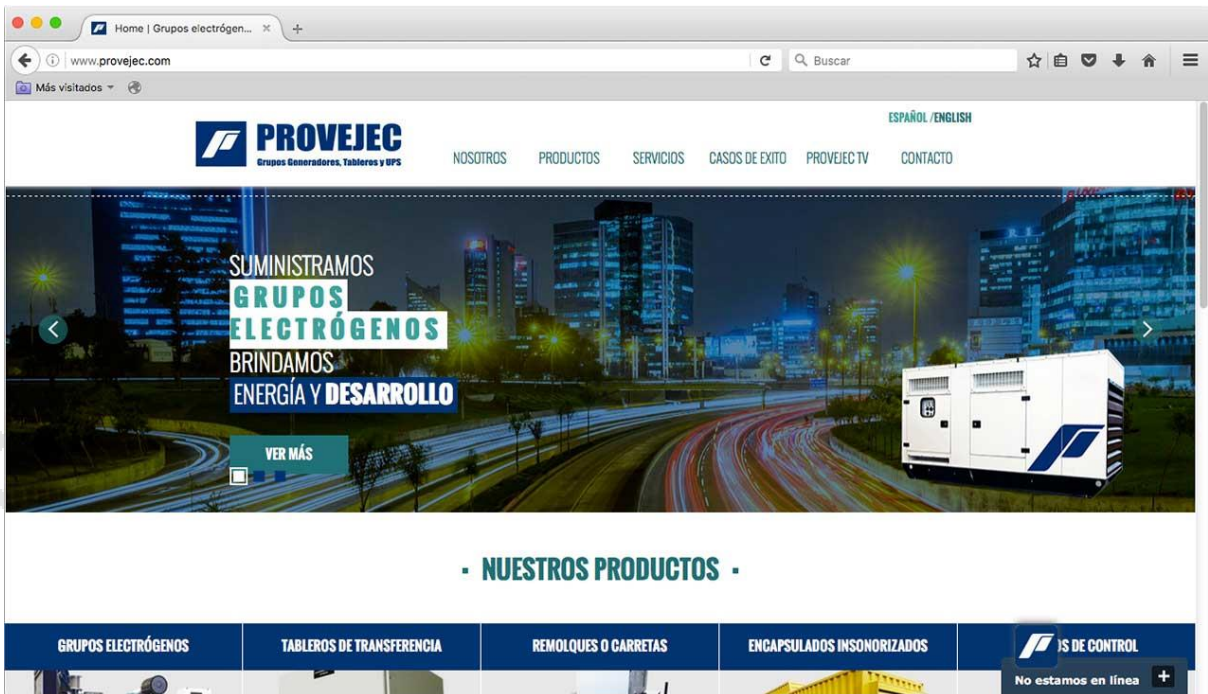 Home | Grupos electrógen...
www.provejec.com
Buscar
Más visitados
ESPAÑOL /ENGLISH
PROVEJEC
Grupos Generadores, Tableros y UPS
NOSOTROS PRODUCTOS SERVICIOS CASOS DE EXITO PROVEJEC TV CONTACTO
SUMINISTRAMOS
GRUPOS
ELECTRÓGENOS
BRINDAMOS
ENERGÍA Y DESARROLLO
VER MÁS
NUESTROS PRODUCTOS
GRUPOS ELECTRÓGENOS TABLEROS DE TRANSFERENCIA REMOLQUES O CARRETAS ENCAPSULADOS INSONORIZADOS OS DE CONTROL
No estamos en línea